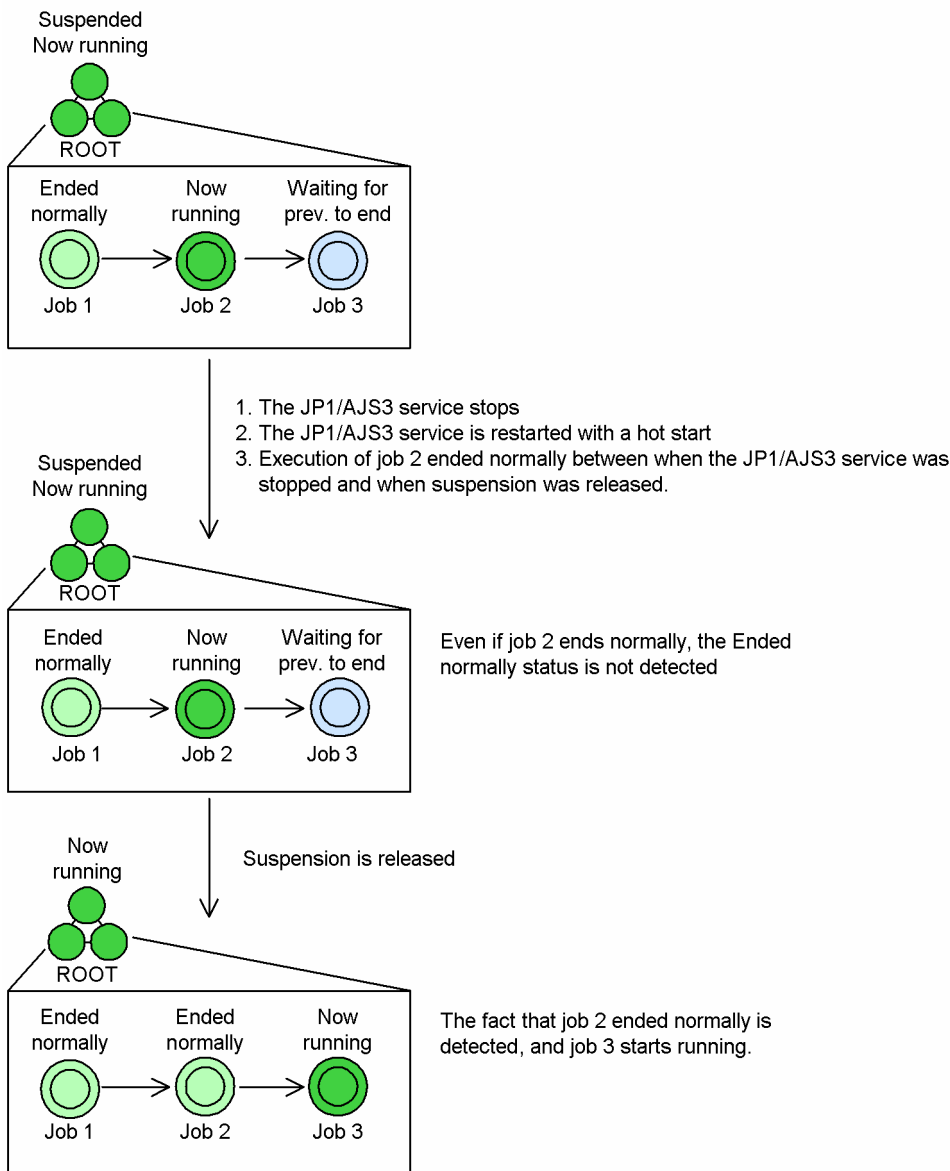 Suspended
Now running
ROOT
Ended Now Waiting for
normally running prev. to end
Job 1 Job 2 Job 3
1. The JP1/AJS3 service stops
2. The JP1/AJS3 service is restarted with a hot start
3. Execution of job 2 ended normally between when the JP1/AJS3 service was
stopped and when suspension was released.
Suspended
Now running
ROOT
Ended Now Waiting for
normally running prev. to end
Job 1 Job 2 Job 3
Even if job 2 ends normally, the Ended
normally status is not detected
Suspension is released
Now
running
ROOT
Ended Ended Now
normally normally running
Job 1 Job 2 Job 3
The fact that job 2 ended normally is
detected, and job 3 starts running.